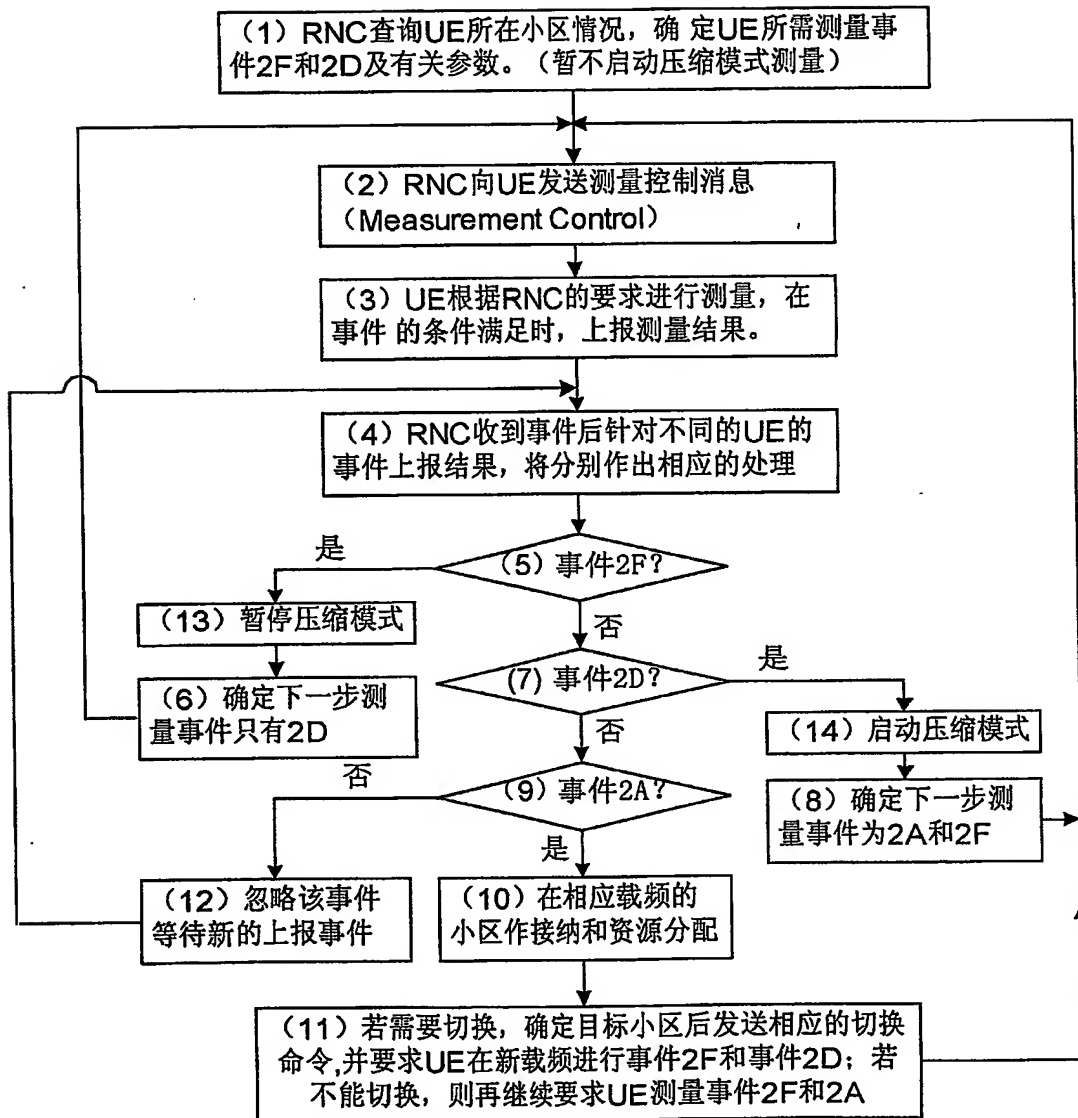 （1）RNC查询UE所在小区情况，确 定UE所需测量事
件2F和2D及有关参数。（暂不启动压缩模式测量）
（2）RNC向UE发送测量控制消息
（Measurement Control）
（3）UE根据RNC的要求进行测量，在
事件 的条件满足时，上报测量结果。
（4）RNC收到事件后针对不同的UE的
事件上报结果，将分别作出相应的处理
是
（5）事件2F？
（13）暂停压缩模式
否
是
（6）确定下一步测
量事件只有2D
(7) 事件2D？
（14）启动压缩模式
否
否
（9）事件2A？
（8）确定下一步测
量事件为2A和2F
是
（12）忽略该事件
等待新的上报事件
（10）在相应载频的
小区作接纳和资源分配
（11）若需要切换，确定目标小区后发送相应的切换
命令,并要求UE在新载频进行事件2F和事件2D；若
不能切换，则再继续要求UE测量事件2F和2A